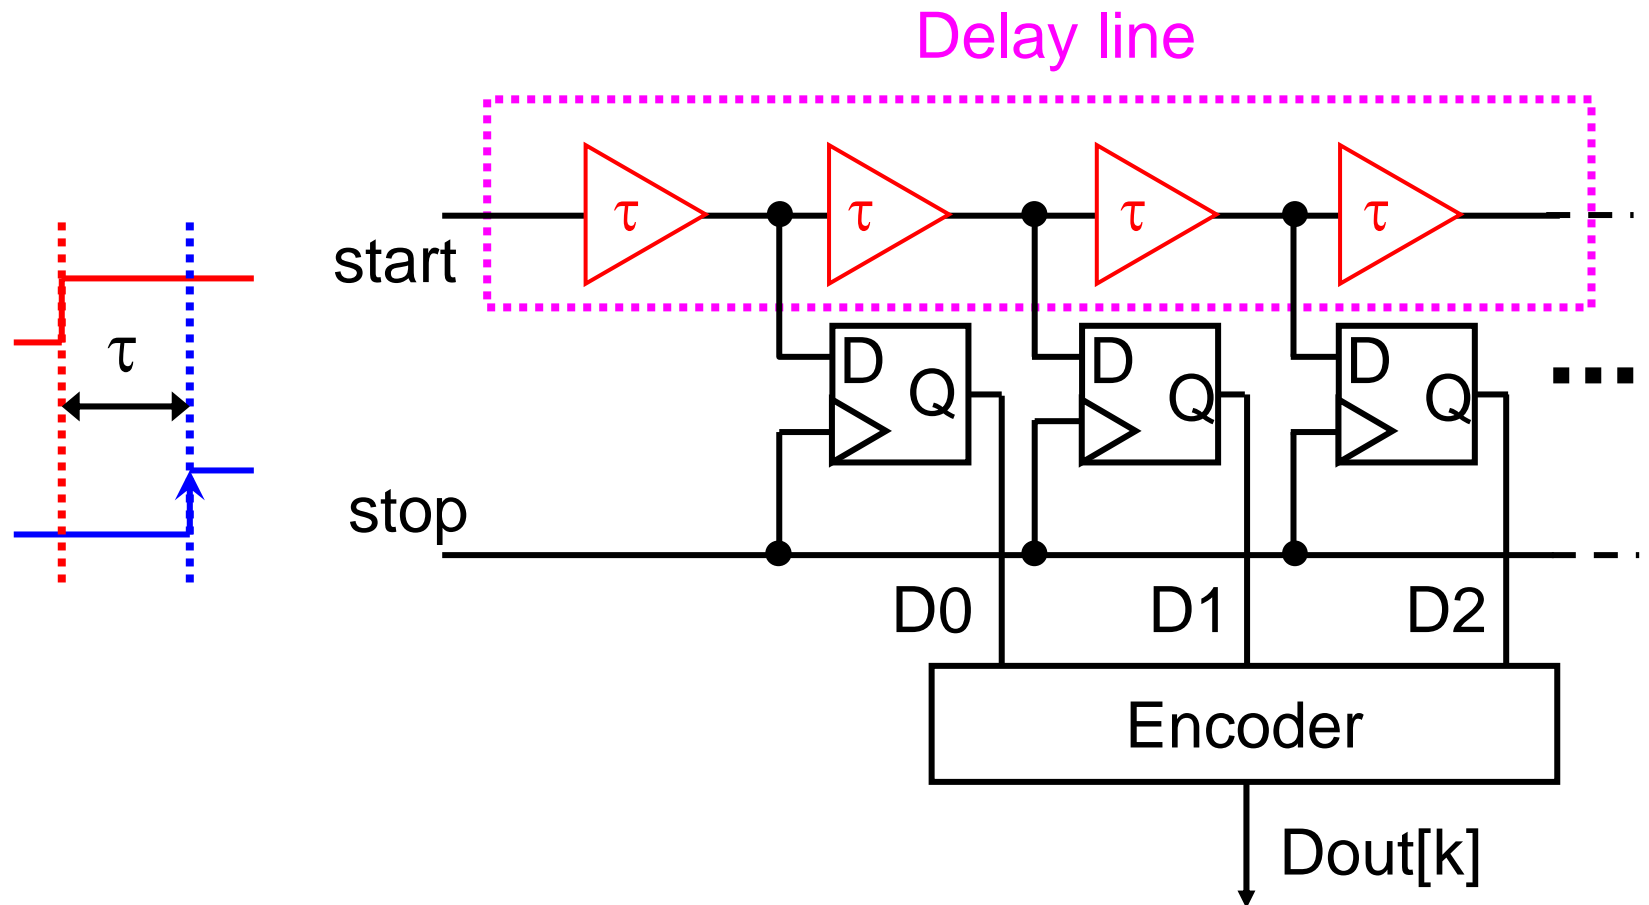 Delay line
τ τ τ τ
start
τ
D D D
Q Q Q
stop
D0 D1 D2
Encoder
Dout[k]